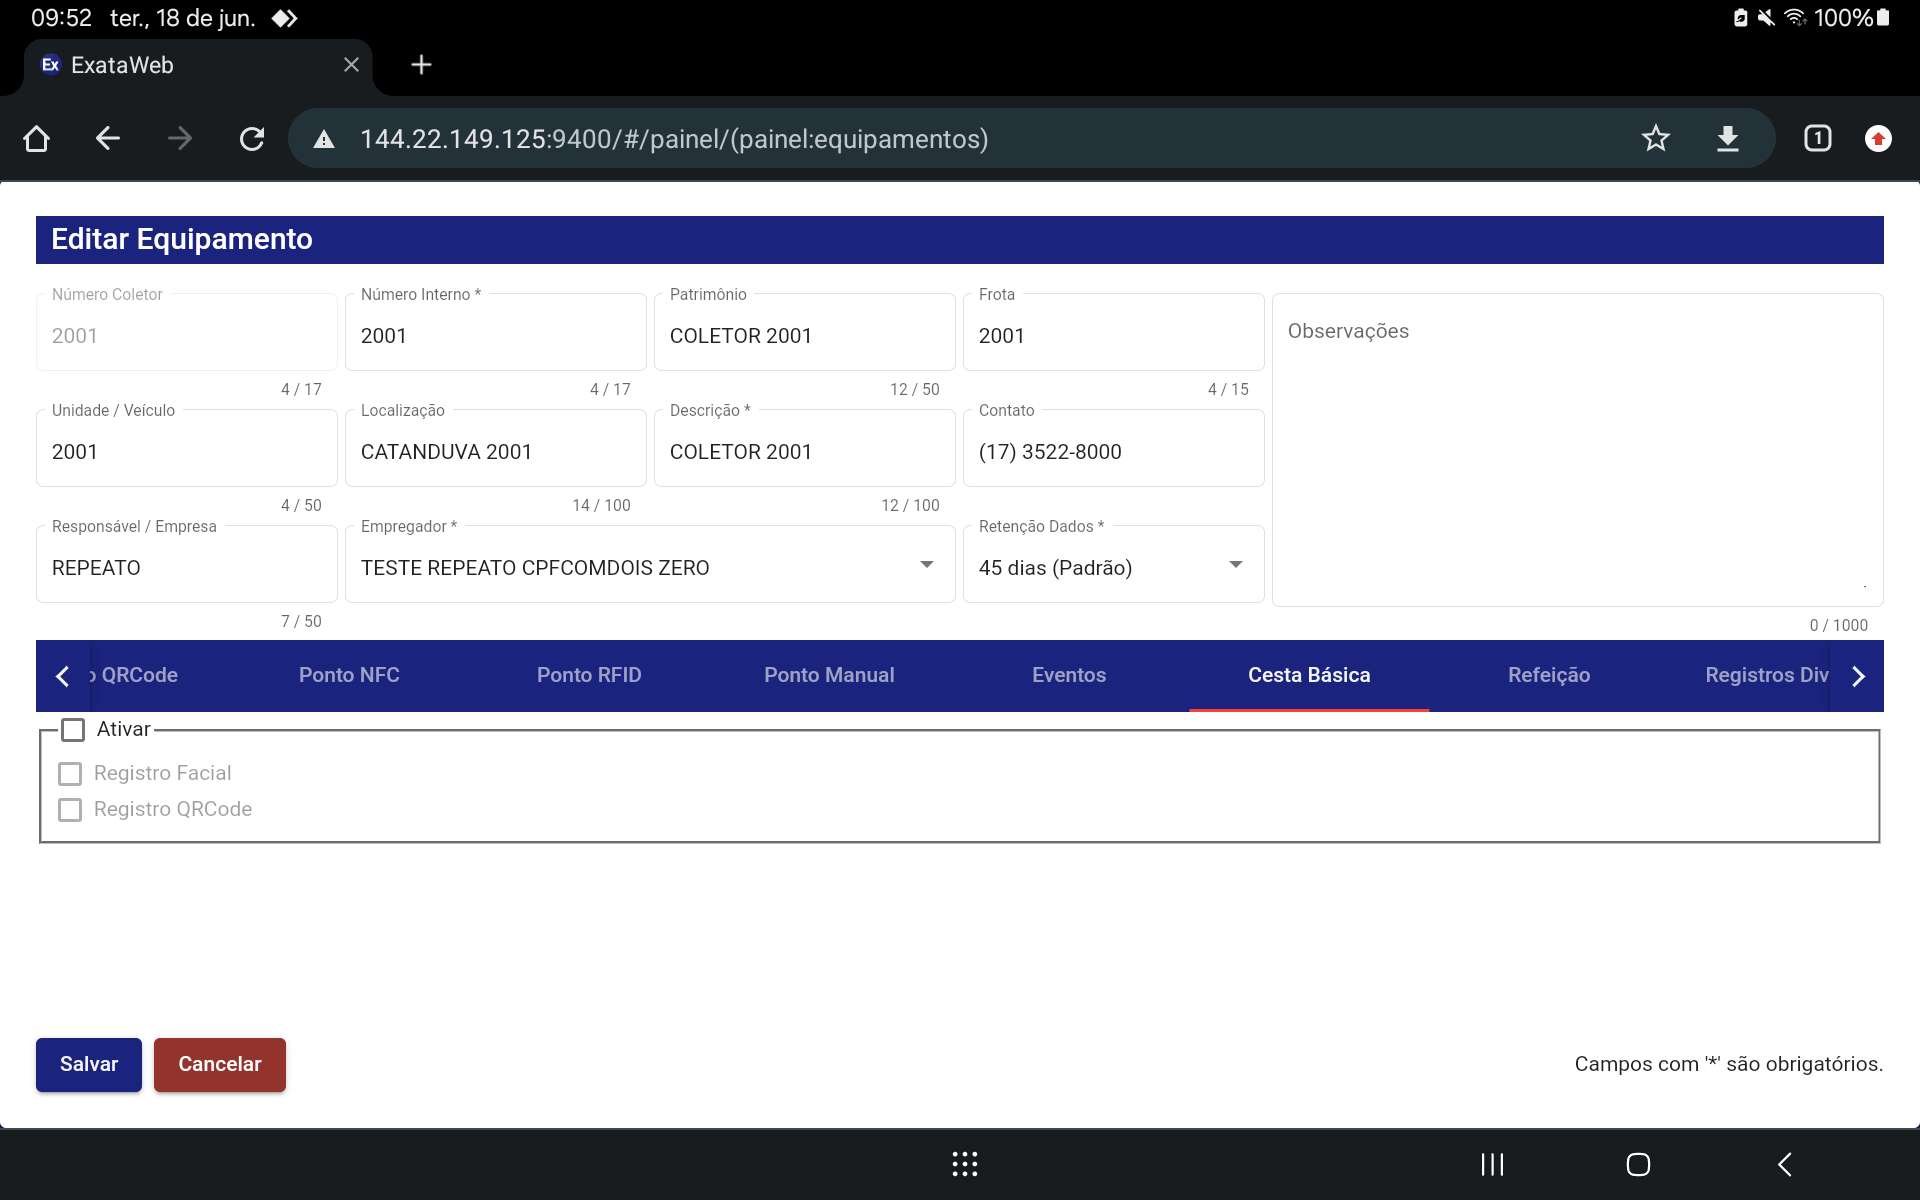 09:52 ter., 18 de jun.
100%
Ex ExataWeb
144.22.149.125:9400/#/painel/(painel:equipamentos)
1
Editar Equipamento
Número Coletor
2001
4 / 17
Número Interno *
2001
4 / 17
Patrimônio
COLETOR 2001
12 / 50
Frota
2001
4 / 15
Observações
0 / 1000
Unidade / Veículo
2001
4 / 50
Localização
CATANDUVA 2001
14 / 100
Descrição *
COLETOR 2001
12 / 100
Contato
(17) 3522-8000
Responsável / Empresa
REPEATO
7 / 50
Empregador *
TESTE REPEATO CPFCOMDOIS ZERO
Retenção Dados *
45 dias (Padrão)
o QRCode Ponto NFC Ponto RFID Ponto Manual Eventos Cesta Básica Refeição Registros Div
Ativar
Registro Facial
Registro QRCode
Salvar Cancelar
Campos com '*' são obrigatórios.